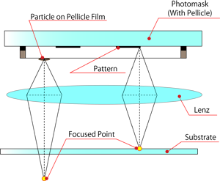 Particle on Pellicle Film
Photomask
(With Pellicle)
Pattern
Lenz
Focused Point
Substrate